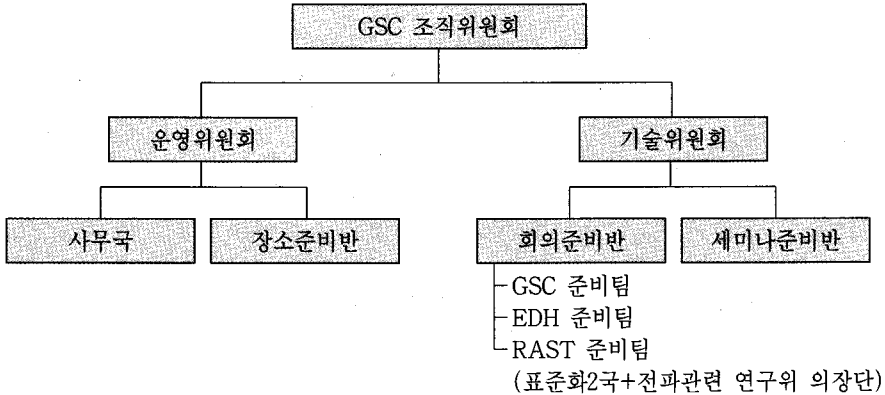 GSC 조직위원회
운영위원회
기술위원회
사무국
장소준비반
회의준비반
세미나준비반
GSC 준비팀
EDH 준비팀
RAST 준비팀
(표준화2국+전파관련 연구위 의장단)